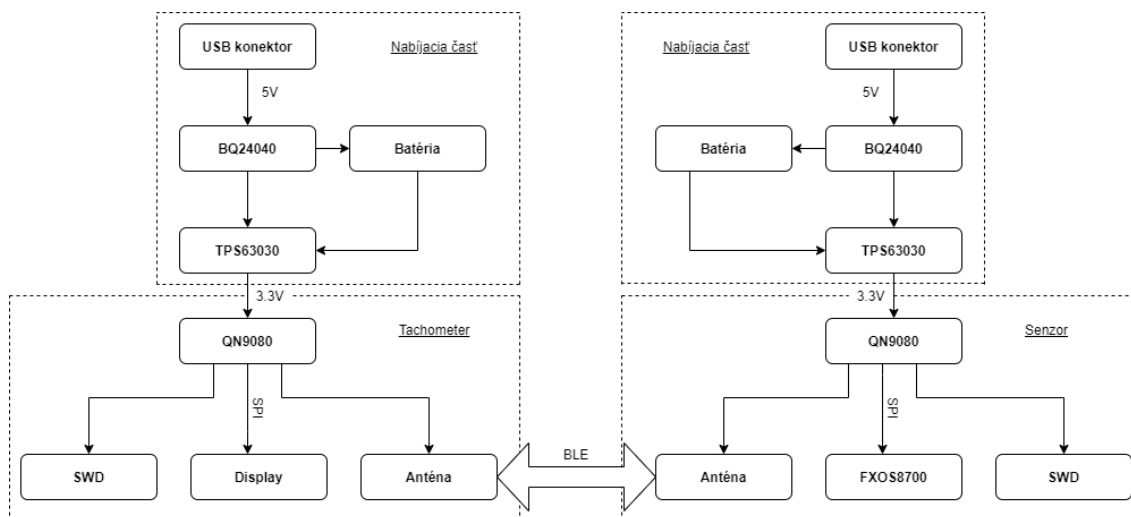 USB konektor
Nabíjacia časť
5V
BQ24040
Batéria
TPS63030
3.3V
Tachometer
QN9080
SPI
SWD
Display
Anténa
BLE
Nabíjacia časť
USB konektor
5V
Batéria
BQ24040
TPS63030
3.3V
Senzor
QN9080
SPI
Anténa
FXOS8700
SWD